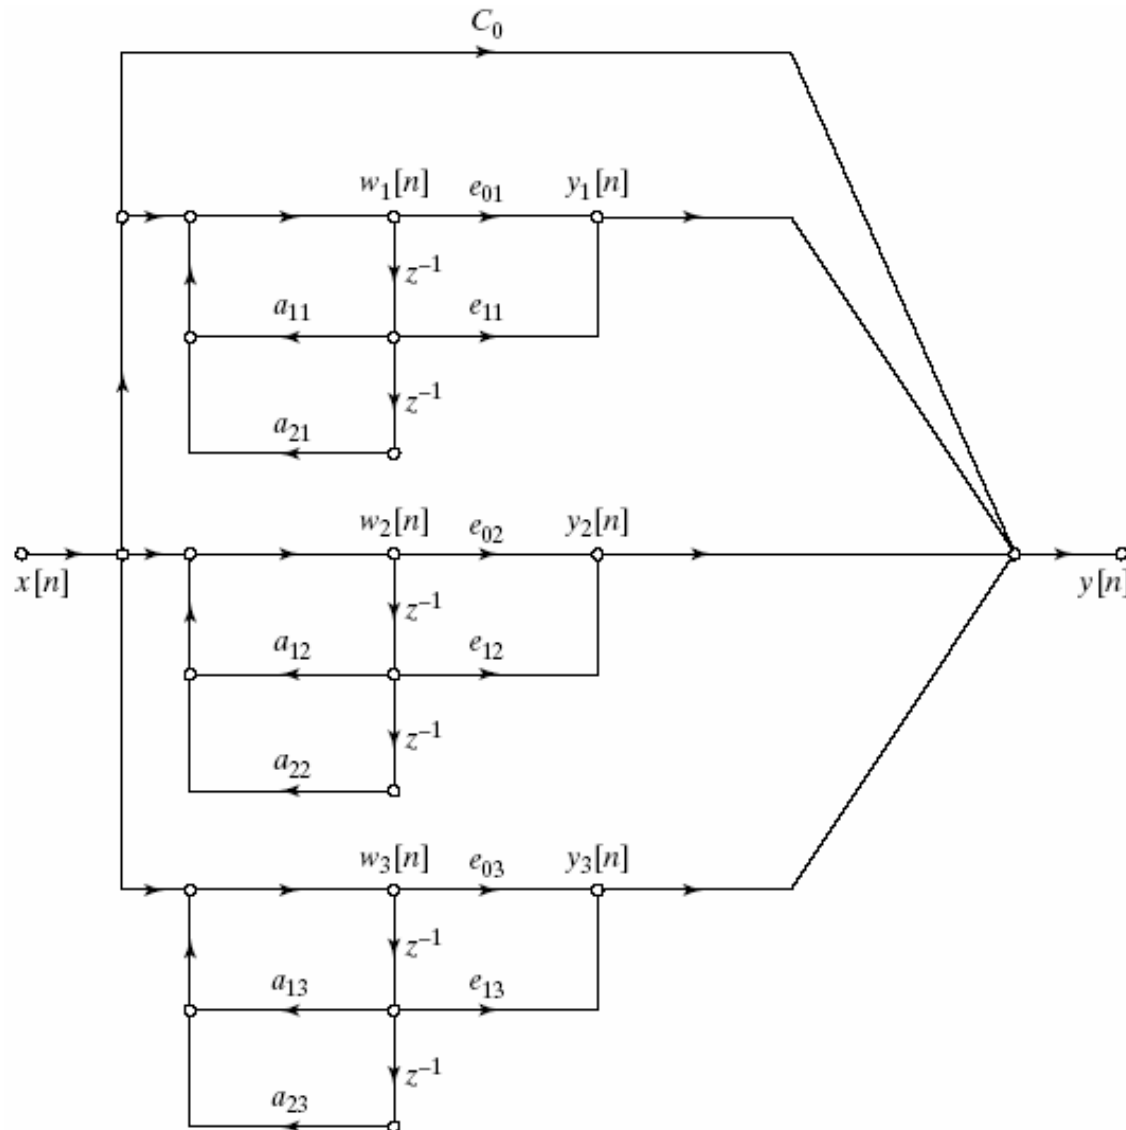 C₀
w₁[n] e₀₁ y₁[n]
z⁻¹
a₁₁ e₁₁
z⁻¹
a₂₁
w₂[n] e₀₂ y₂[n]
x[n] y[n]
z⁻¹
a₁₂ e₁₂
z⁻¹
a₂₂
w₃[n] e₀₃ y₃[n]
z⁻¹
a₁₃ e₁₃
z⁻¹
a₂₃